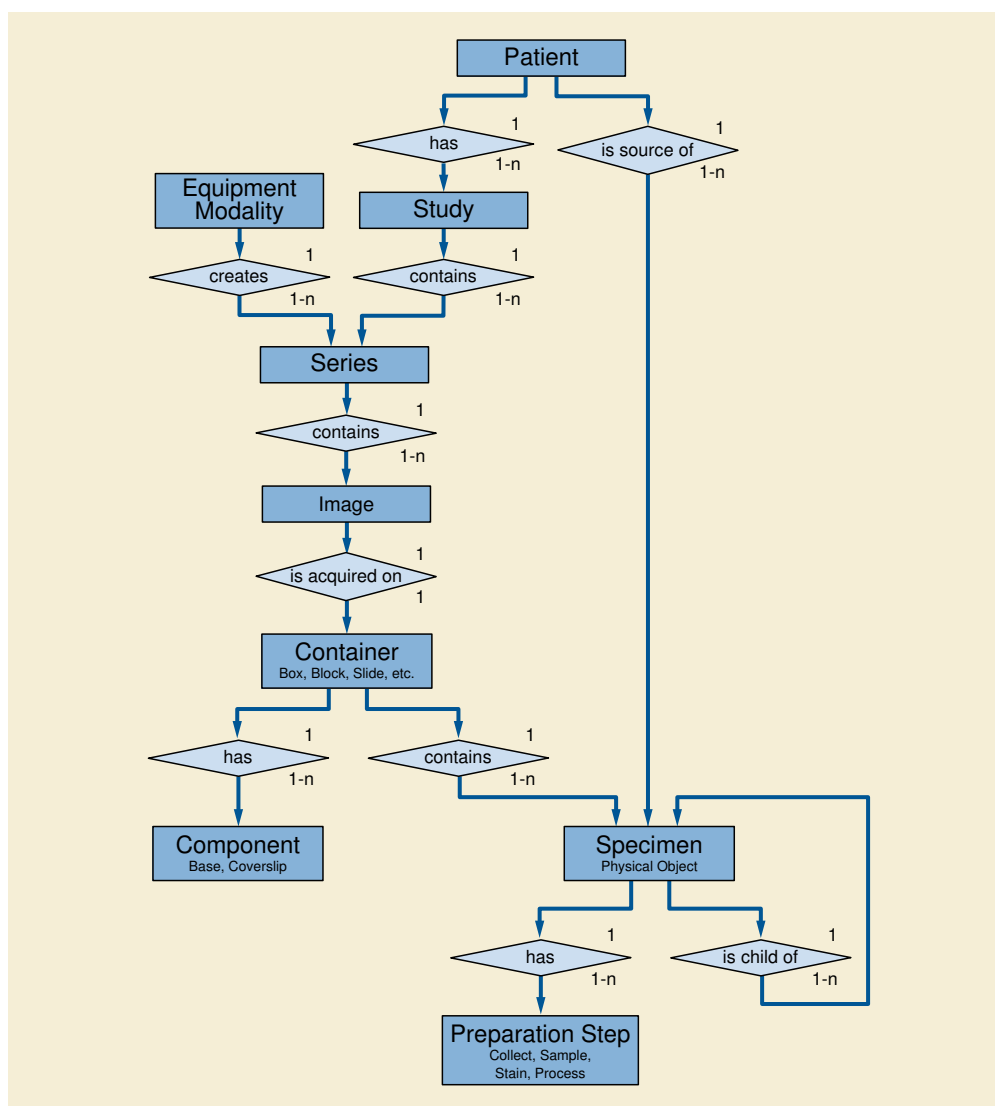 Patient
1
has
1-n
1
is source of
1-n
Equipment
Modality
Study
1
creates
1-n
1
contains
1-n
Series
1
contains
1-n
Image
1
is acquired on
1
Container
Box, Block, Slide, etc.
1
has
1-n
1
contains
1-n
Component
Base, Coverslip
Specimen
Physical Object
1
has
1-n
1
is child of
1-n
Preparation Step
Collect, Sample,
Stain, Process